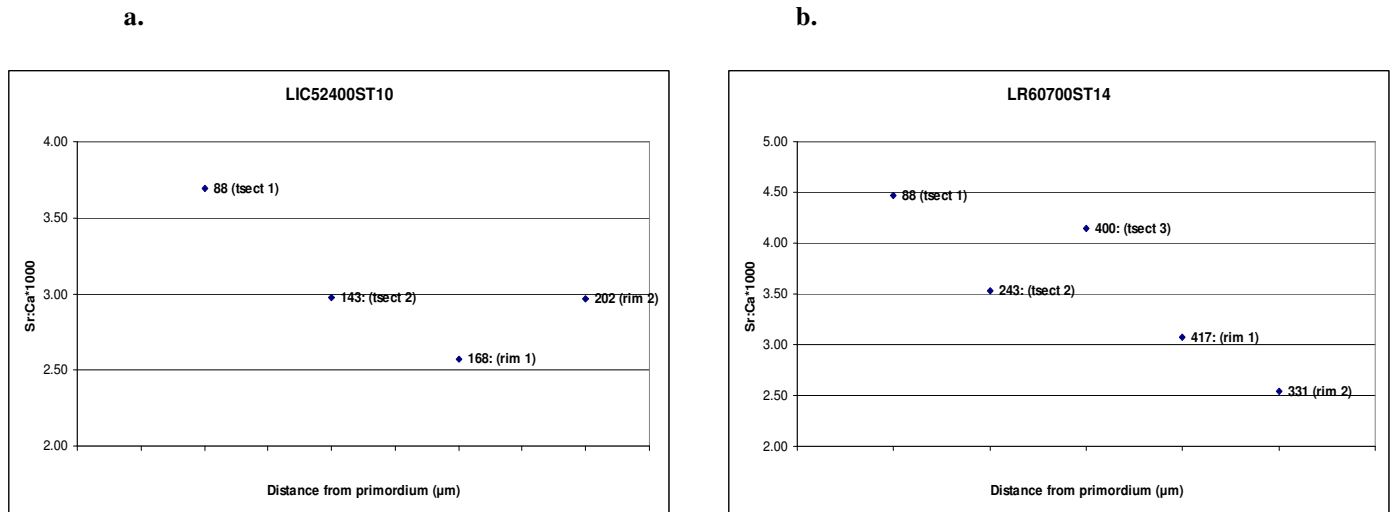 a.
b.
LIC52400ST10
4.00
3.50
3.00
2.50
2.00
Sr:Ca*1000
88 (tsect 1)
143: (tsect 2)
202 (rim 2)
168: (rim 1)
Distance from primordium (µm)
LR60700ST14
5.00
4.50
4.00
3.50
3.00
2.50
2.00
Sr:Ca*1000
88 (tsect 1)
400: (tsect 3)
243: (tsect 2)
417: (rim 1)
331 (rim 2)
Distance from primordium (µm)